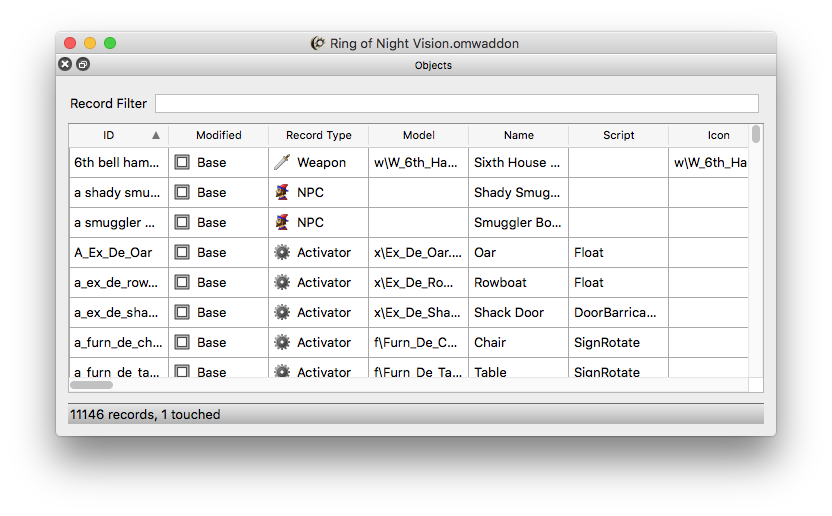 Ring of Night Vision.omwaddon
Objects
Record Filter
ID Modified Record Type Model Name Script Icon
6th bell ham... Base Weapon w\W_6th_Ha... Sixth House ... w\W_6th_Ha
a shady smu... Base NPC Shady Smug...
a smuggler ... Base NPC Smuggler Bo...
A_Ex_De_Oar Base Activator x\Ex_De_Oar.... Oar Float
a_ex_de_row... Base Activator x\Ex_De_Ro... Rowboat Float
a_ex_de_sha... Base Activator x\Ex_De_Sha... Shack Door DoorBarrica...
a_furn_de_ch... Base Activator f\Furn_De_C... Chair SignRotate
a_furn_de_ta... Base Activator f\Furn_De_Ta... Table SignRotate
11146 records, 1 touched